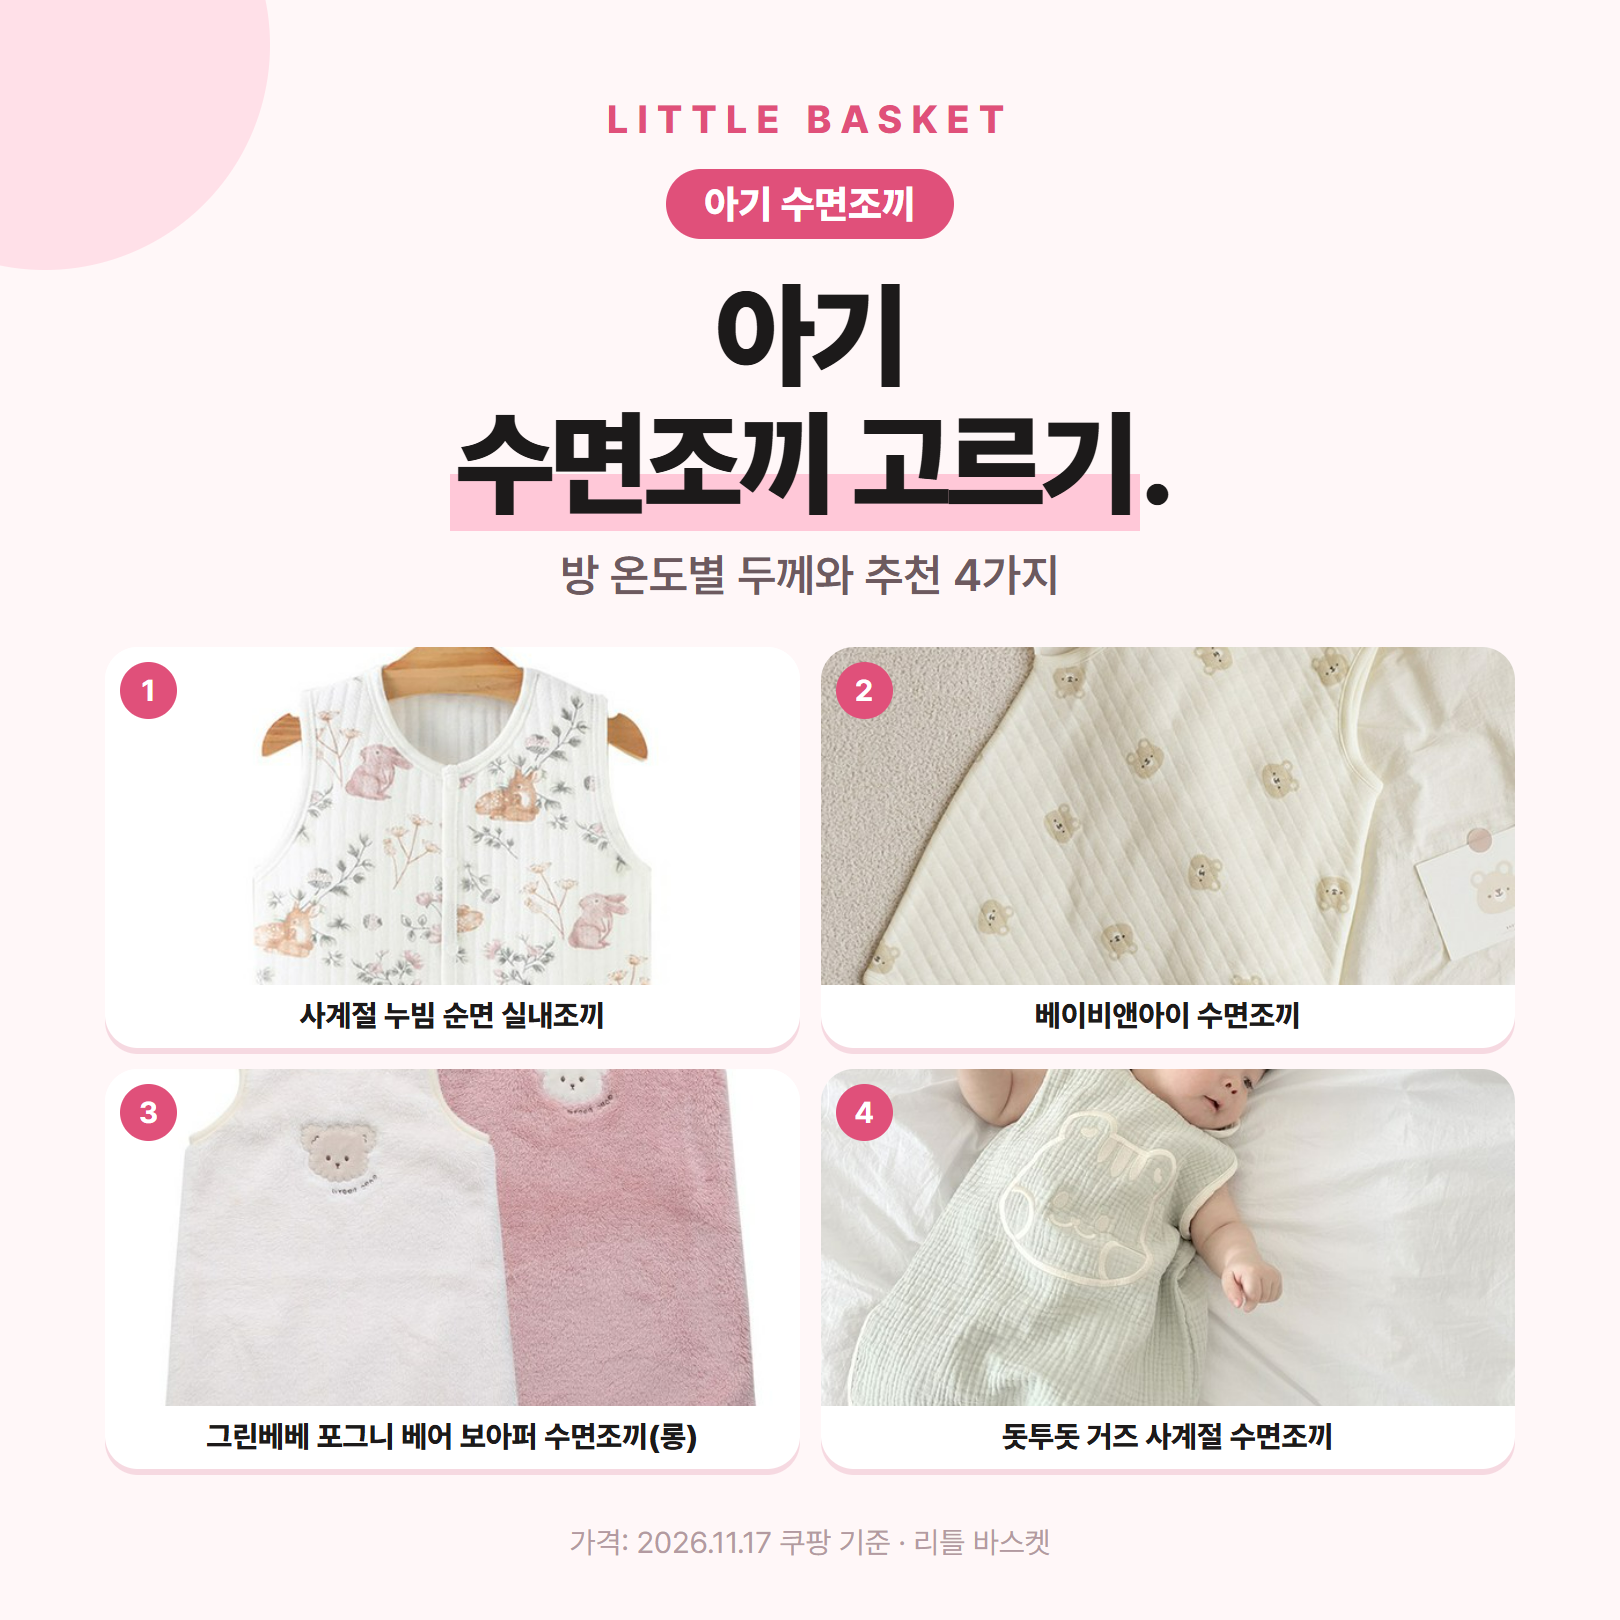 LITTLE BASKET
아기 수면조끼
아기
수면조끼 고르기.
방 온도별 두께와 추천 4가지
1
2
사계절 누빔 순면 실내조끼
베이비앤아이 수면조끼
3
4
그린베베 포그니 베어 보아퍼 수면조끼(롱)
돗투돗 거즈 사계절 수면조끼
가격: 2026.11.17 쿠팡 기준 · 리틀 바스켓